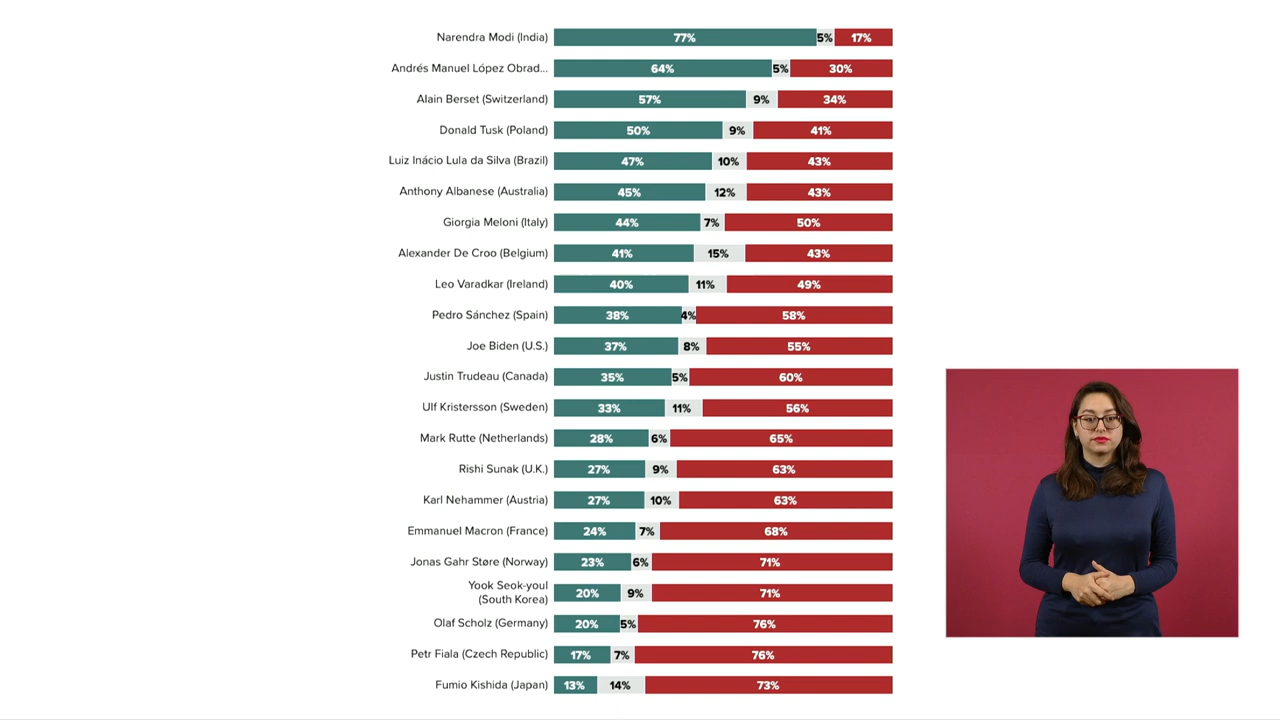 Narendra Modi (India) 77% 5% 17%
Andrés Manuel López Obrad... 64% 5% 30%
Alain Berset (Switzerland) 57% 9% 34%
Donald Tusk (Poland) 50% 9% 41%
Luiz Inácio Lula da Silva (Brazil) 47% 10% 43%
Anthony Albanese (Australia) 45% 12% 43%
Giorgia Meloni (Italy) 44% 7% 50%
Alexander De Croo (Belgium) 41% 15% 43%
Leo Varadkar (Ireland) 40% 11% 49%
Pedro Sánchez (Spain) 38% 4% 58%
Joe Biden (U.S.) 37% 8% 55%
Justin Trudeau (Canada) 35% 5% 60%
Ulf Kristersson (Sweden) 33% 11% 56%
Mark Rutte (Netherlands) 28% 6% 65%
Rishi Sunak (U.K.) 27% 9% 63%
Karl Nehammer (Austria) 27% 10% 63%
Emmanuel Macron (France) 24% 7% 68%
Jonas Gahr Støre (Norway) 23% 6% 71%
Yook Seok-youl
(South Korea) 20% 9% 71%
Olaf Scholz (Germany) 20% 5% 76%
Petr Fiala (Czech Republic) 17% 7% 76%
Fumio Kishida (Japan) 13% 14% 73%